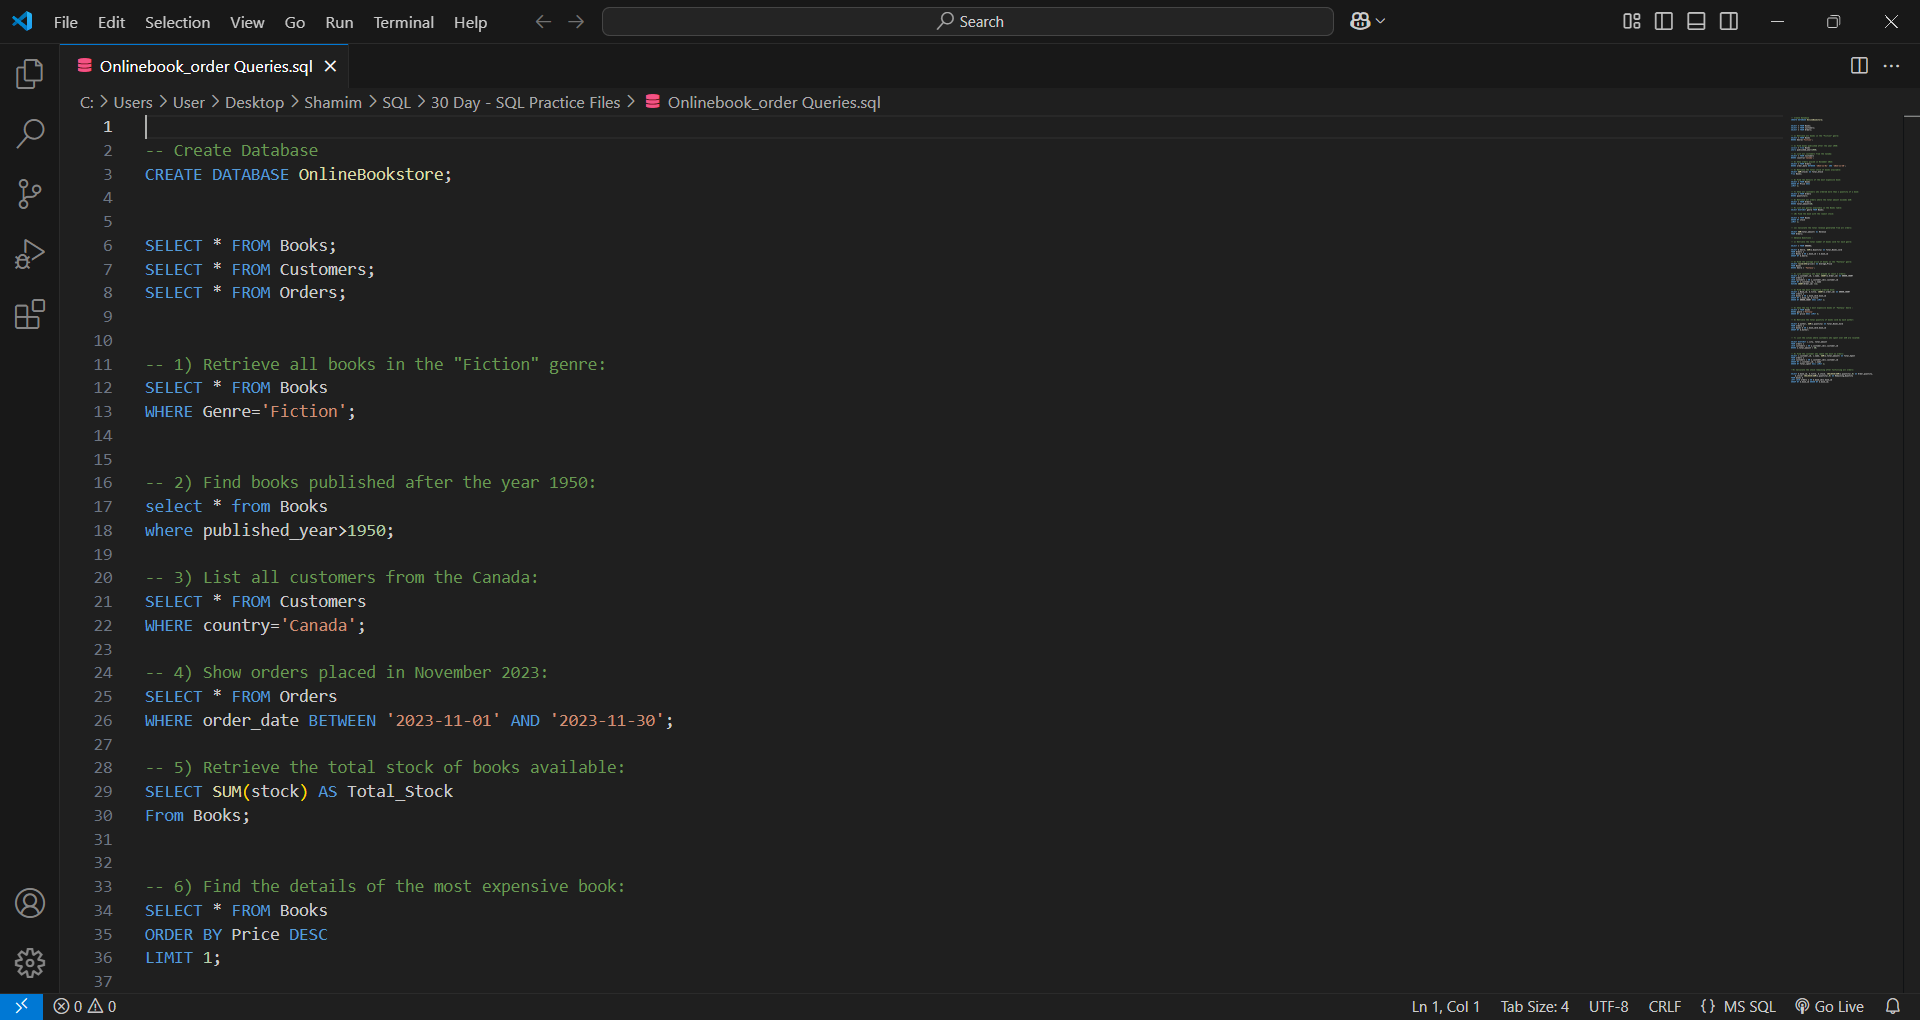 File Edit Selection View Go Run Terminal Help Search
Onlinebook_order Queries.sql
C: > Users > User > Desktop > Shamim > SQL > 30 Day - SQL Practice Files > Onlinebook_order Queries.sql
1
2 -- Create Database
3 CREATE DATABASE OnlineBookstore;
4
5
6 SELECT * FROM Books;
7 SELECT * FROM Customers;
8 SELECT * FROM Orders;
9
10
11 -- 1) Retrieve all books in the "Fiction" genre:
12 SELECT * FROM Books
13 WHERE Genre='Fiction';
14
15
16 -- 2) Find books published after the year 1950:
17 select * from Books
18 where published_year>1950;
19
20 -- 3) List all customers from the Canada:
21 SELECT * FROM Customers
22 WHERE country='Canada';
23
24 -- 4) Show orders placed in November 2023:
25 SELECT * FROM Orders
26 WHERE order_date BETWEEN '2023-11-01' AND '2023-11-30';
27
28 -- 5) Retrieve the total stock of books available:
29 SELECT SUM(stock) AS Total_Stock
30 From Books;
31
32
33 -- 6) Find the details of the most expensive book:
34 SELECT * FROM Books
35 ORDER BY Price DESC
36 LIMIT 1;
37
0 0 Ln 1, Col 1 Tab Size: 4 UTF-8 CRLF {} MS SQL Go Live